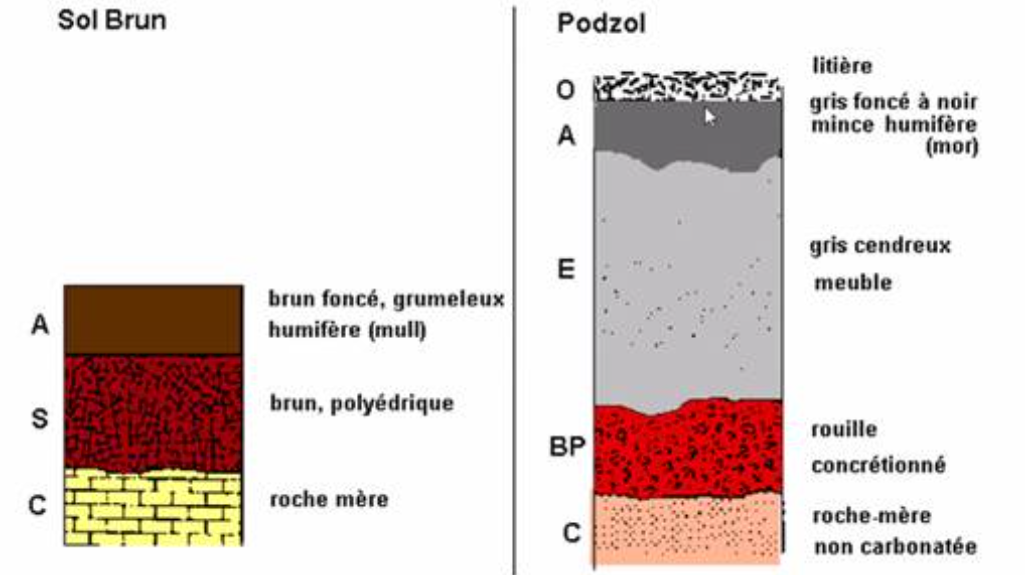 Sol Brun
A
brun foncé, grumeleux
humifère (mull)
S
brun, polyédrique
C
roche mère
Podzol
O
litière
A
gris foncé à noir
mince humifère
(mor)
E
gris cendreux
meuble
BP
rouille
concrétionné
C
roche-mère
non carbonatée